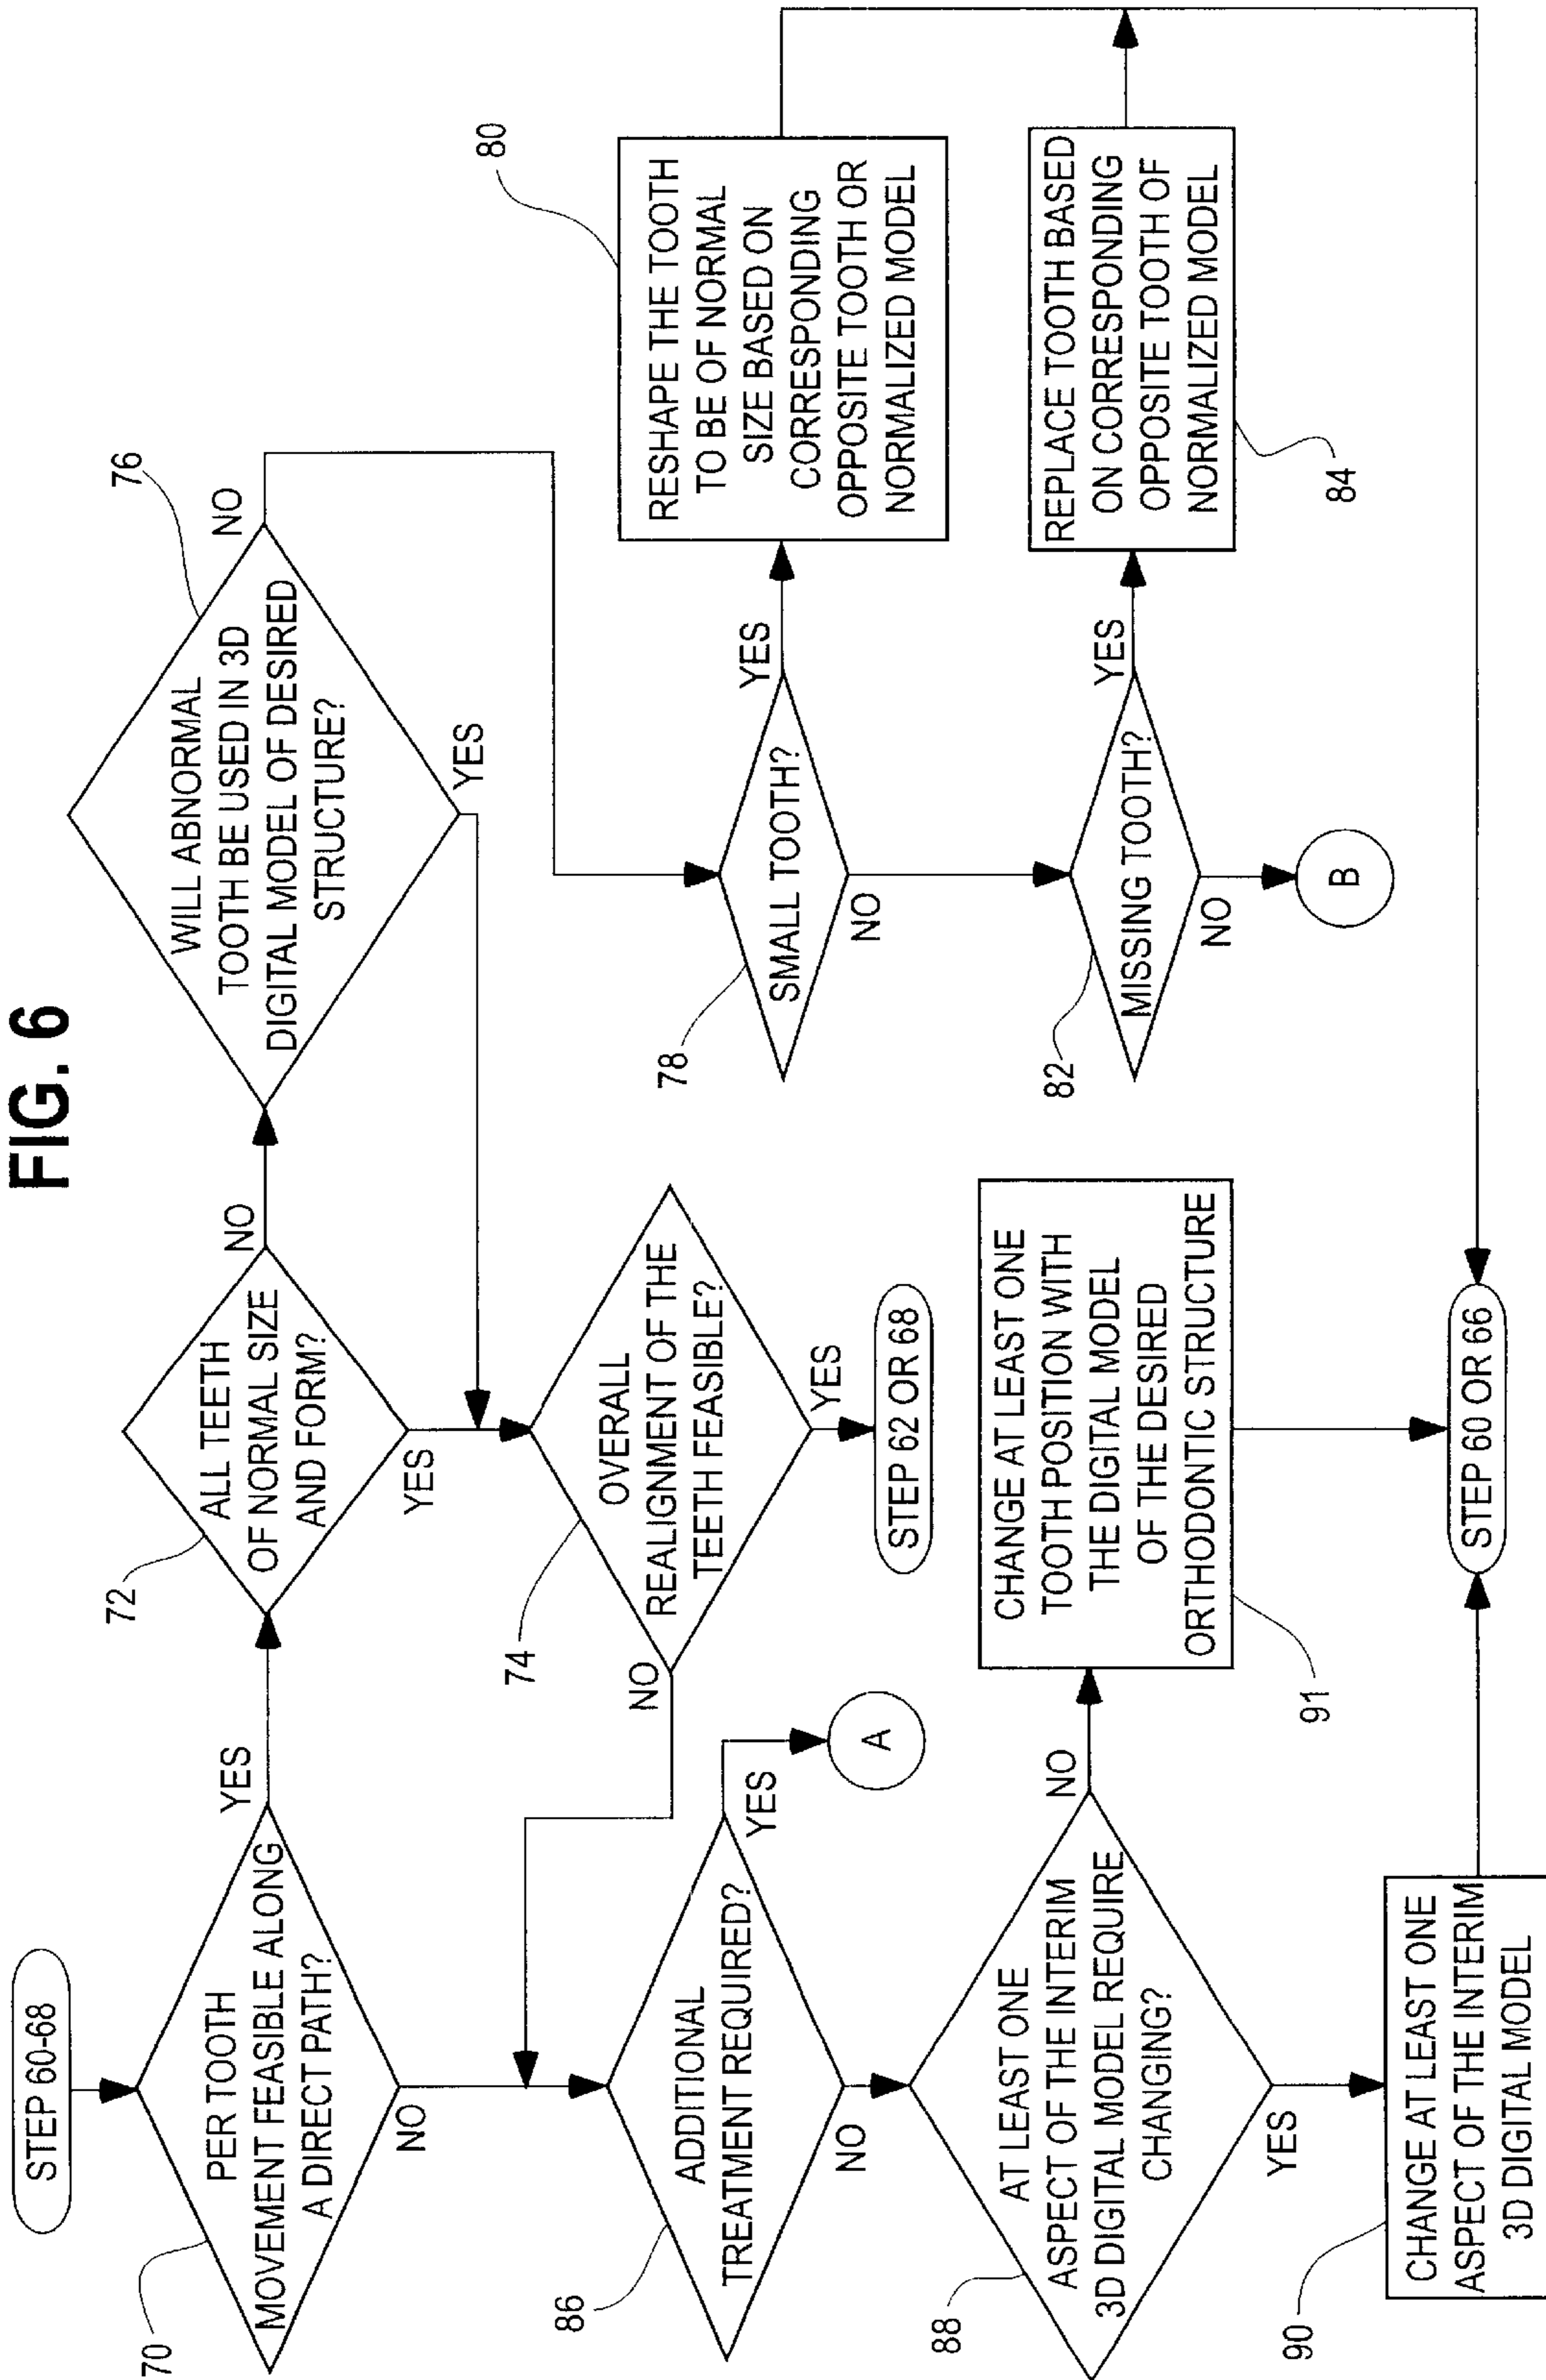 FIG. 6
STEP 60-68
70
PER TOOTH
MOVEMENT FEASIBLE ALONG
A DIRECT PATH?
YES
NO
72
ALL TEETH
OF NORMAL SIZE
AND FORM?
NO
YES
76
WILL ABNORMAL
TOOTH BE USED IN 3D
DIGITAL MODEL OF DESIRED
STRUCTURE?
NO
YES
74
OVERALL
REALIGNMENT OF THE
TEETH FEASIBLE?
NO
YES
STEP 62 OR 68
78
SMALL TOOTH?
YES
NO
80
RESHAPE THE TOOTH
TO BE OF NORMAL
SIZE BASED ON
CORRESPONDING
OPPOSITE TOOTH OR
NORMALIZED MODEL
82
MISSING TOOTH?
YES
NO
B
84
REPLACE TOOTH BASED
ON CORRESPONDING
OPPOSITE TOOTH OF
NORMALIZED MODEL
86
ADDITIONAL
TREATMENT REQUIRED?
YES
A
NO
88
AT LEAST ONE
ASPECT OF THE INTERIM
3D DIGITAL MODEL REQUIRE
CHANGING?
NO
YES
91
CHANGE AT LEAST ONE
TOOTH POSITION WITH
THE DIGITAL MODEL
OF THE DESIRED
ORTHODONTIC STRUCTURE
90
CHANGE AT LEAST ONE
ASPECT OF THE INTERIM
3D DIGITAL MODEL
STEP 60 OR 66